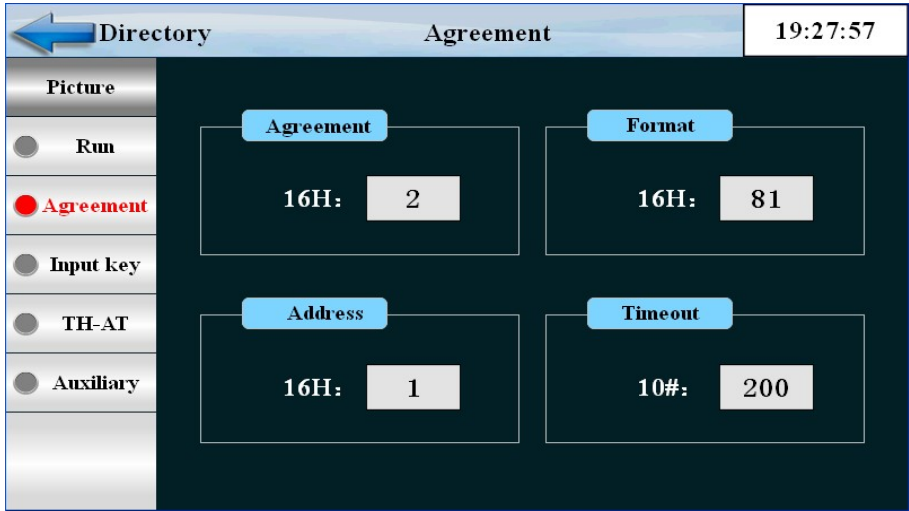 Directory
Agreement
19:27:57
Picture
Run
Agreement
Input key
TH-AT
Auxiliary
Agreement
16H: 2
Format
16H: 81
Address
16H: 1
Timeout
10#: 200